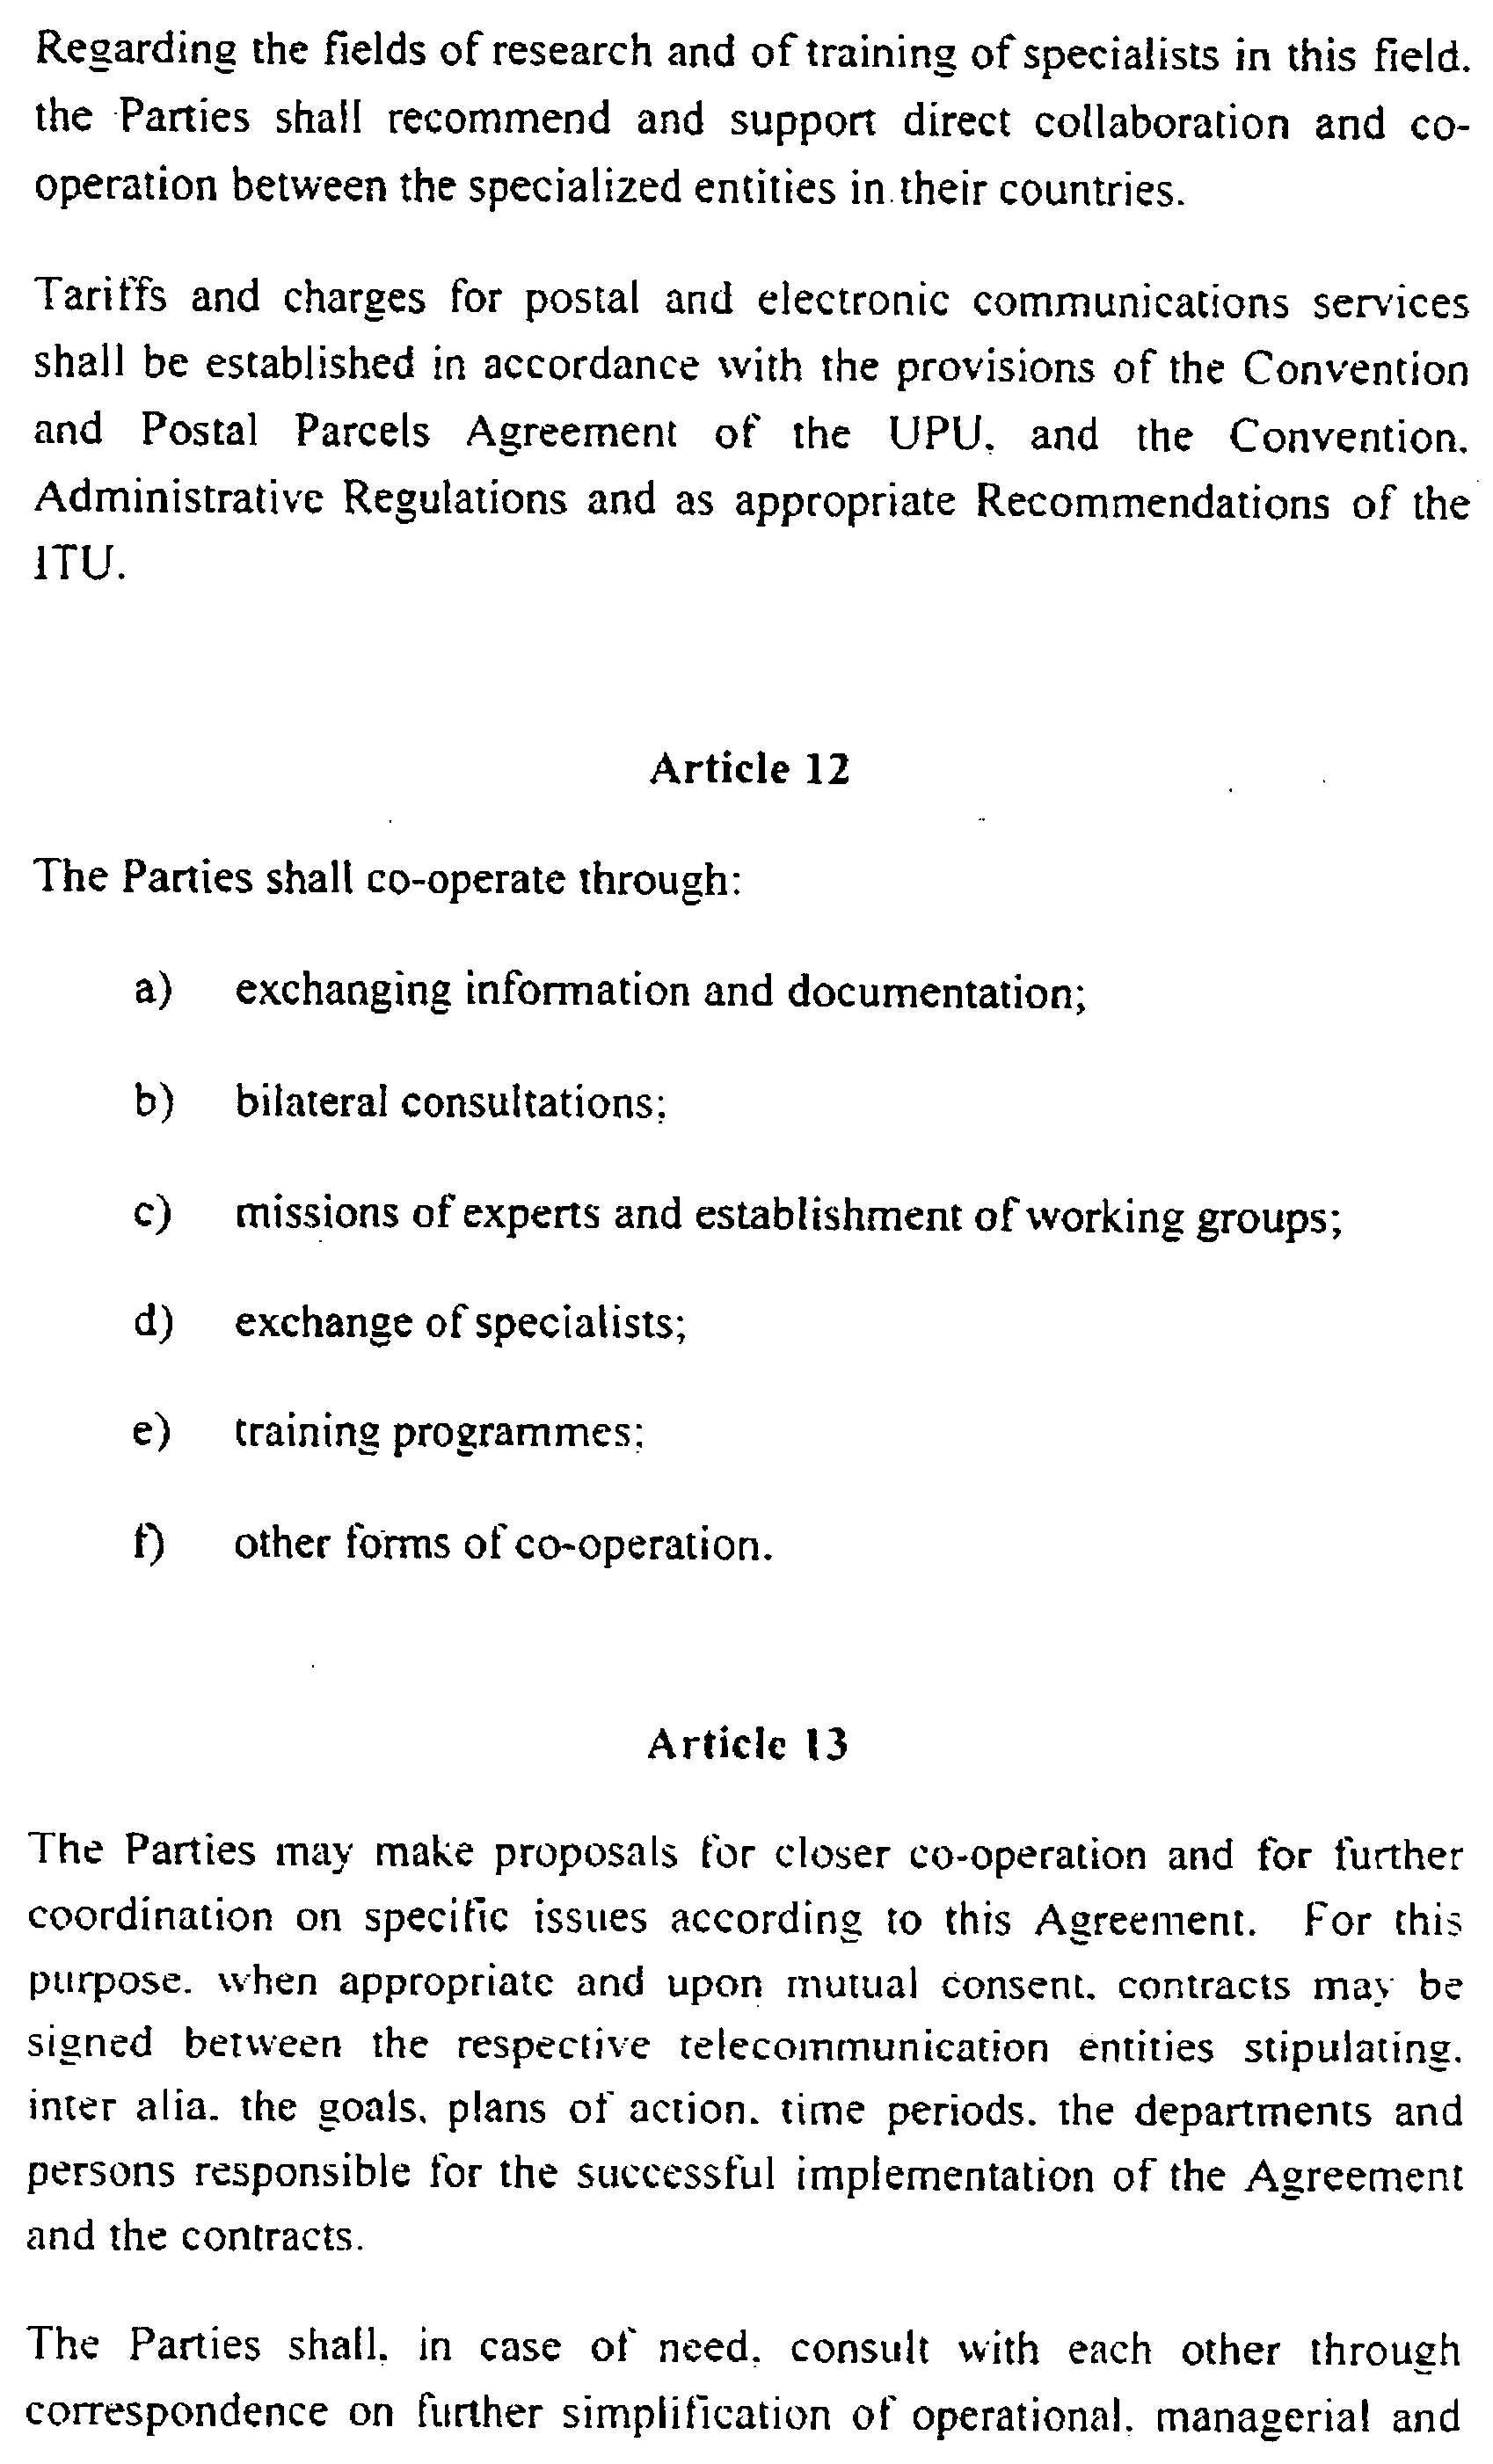 Regarding the fields of research and of training of specialists in this field,
the Parties shall recommend and support direct collaboration and co-
operation between the specialized entities in their countries.
Tariffs and charges for postal and electronic communications services
shall be established in accordance with the provisions of the Convention
and Postal Parcels Agreement of the UPU, and the Convention,
Administrative Regulations and as appropriate Recommendations of the
ITU.
Article 12
The Parties shall co-operate through:
a) exchanging information and documentation;
b) bilateral consultations;
c) missions of experts and establishment of working groups;
d) exchange of specialists;
e) training programmes;
f) other forms of co-operation.
Article 13
The Parties may make proposals for closer co-operation and for further
coordination on specific issues according to this Agreement. For this
purpose, when appropriate and upon mutual consent, contracts may be
signed between the respective telecommunication entities stipulating,
inter alia, the goals, plans of action, time periods, the departments and
persons responsible for the successful implementation of the Agreement
and the contracts.
The Parties shall, in case of need, consult with each other through
correspondence on further simplification of operational, managerial and